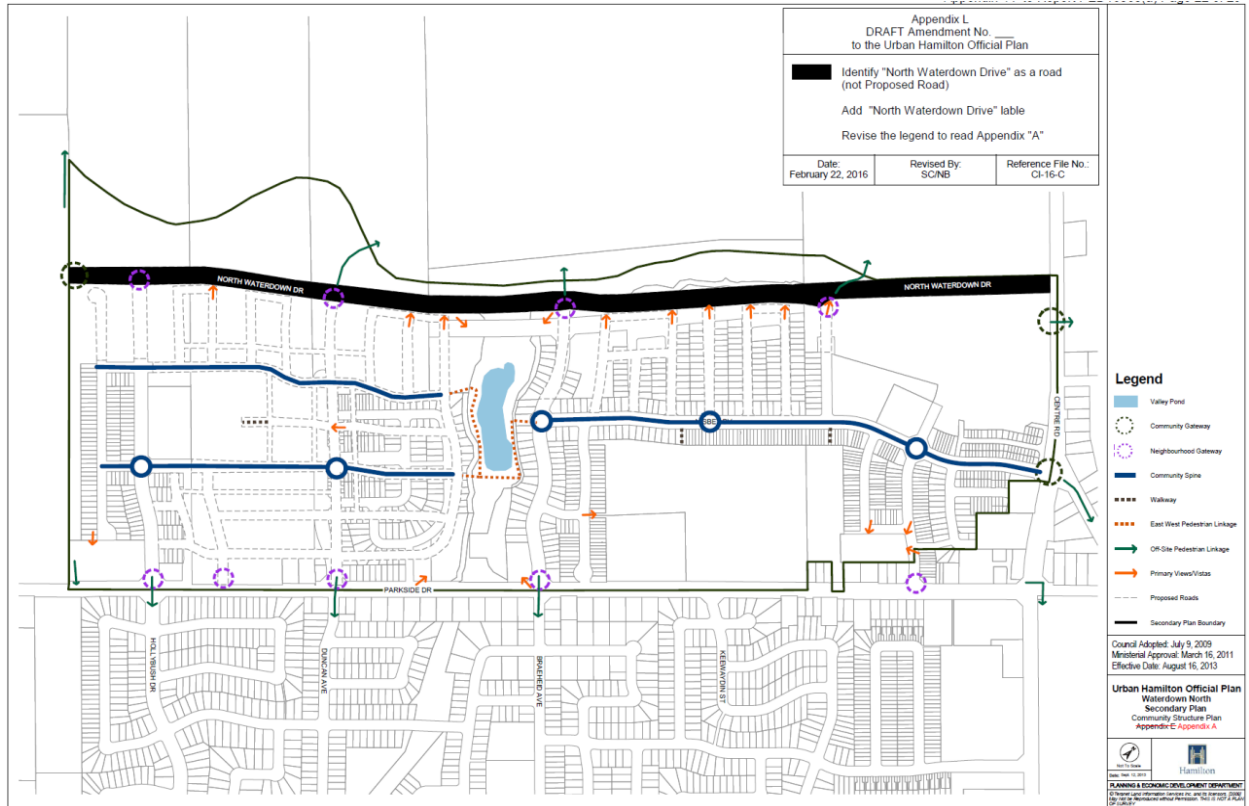 Appendix L
DRAFT Amendment No. ___
to the Urban Hamilton Official Plan
Identify "North Waterdown Drive" as a road
(not Proposed Road)
Add "North Waterdown Drive" lable
Revise the legend to read Appendix "A"
Date:
February 22, 2016
Revised By:
SC/NB
Reference File No.:
CI-16-C
NORTH WATERDOWN DR
NORTH WATERDOWN DR
CENTRE RD
PARKSIDE DR
HOLLYBUSH DR
DUNCAN AVE
BRAEHEID AVE
KEEWAYDIN ST
Legend
Valley Pond
Community Gateway
Neighbourhood Gateway
Community Spine
Walkway
East West Pedestrian Linkage
Off-Site Pedestrian Linkage
Primary Views/Vistas
Proposed Roads
Secondary Plan Boundary
Council Adopted: July 9, 2009
Ministerial Approval: March 16, 2011
Effective Date: August 16, 2013
Urban Hamilton Official Plan
Waterdown North
Secondary Plan
Community Structure Plan
Appendix E Appendix A
Not To Scale
Hamilton
PLANNING & ECONOMIC DEVELOPMENT DEPARTMENT